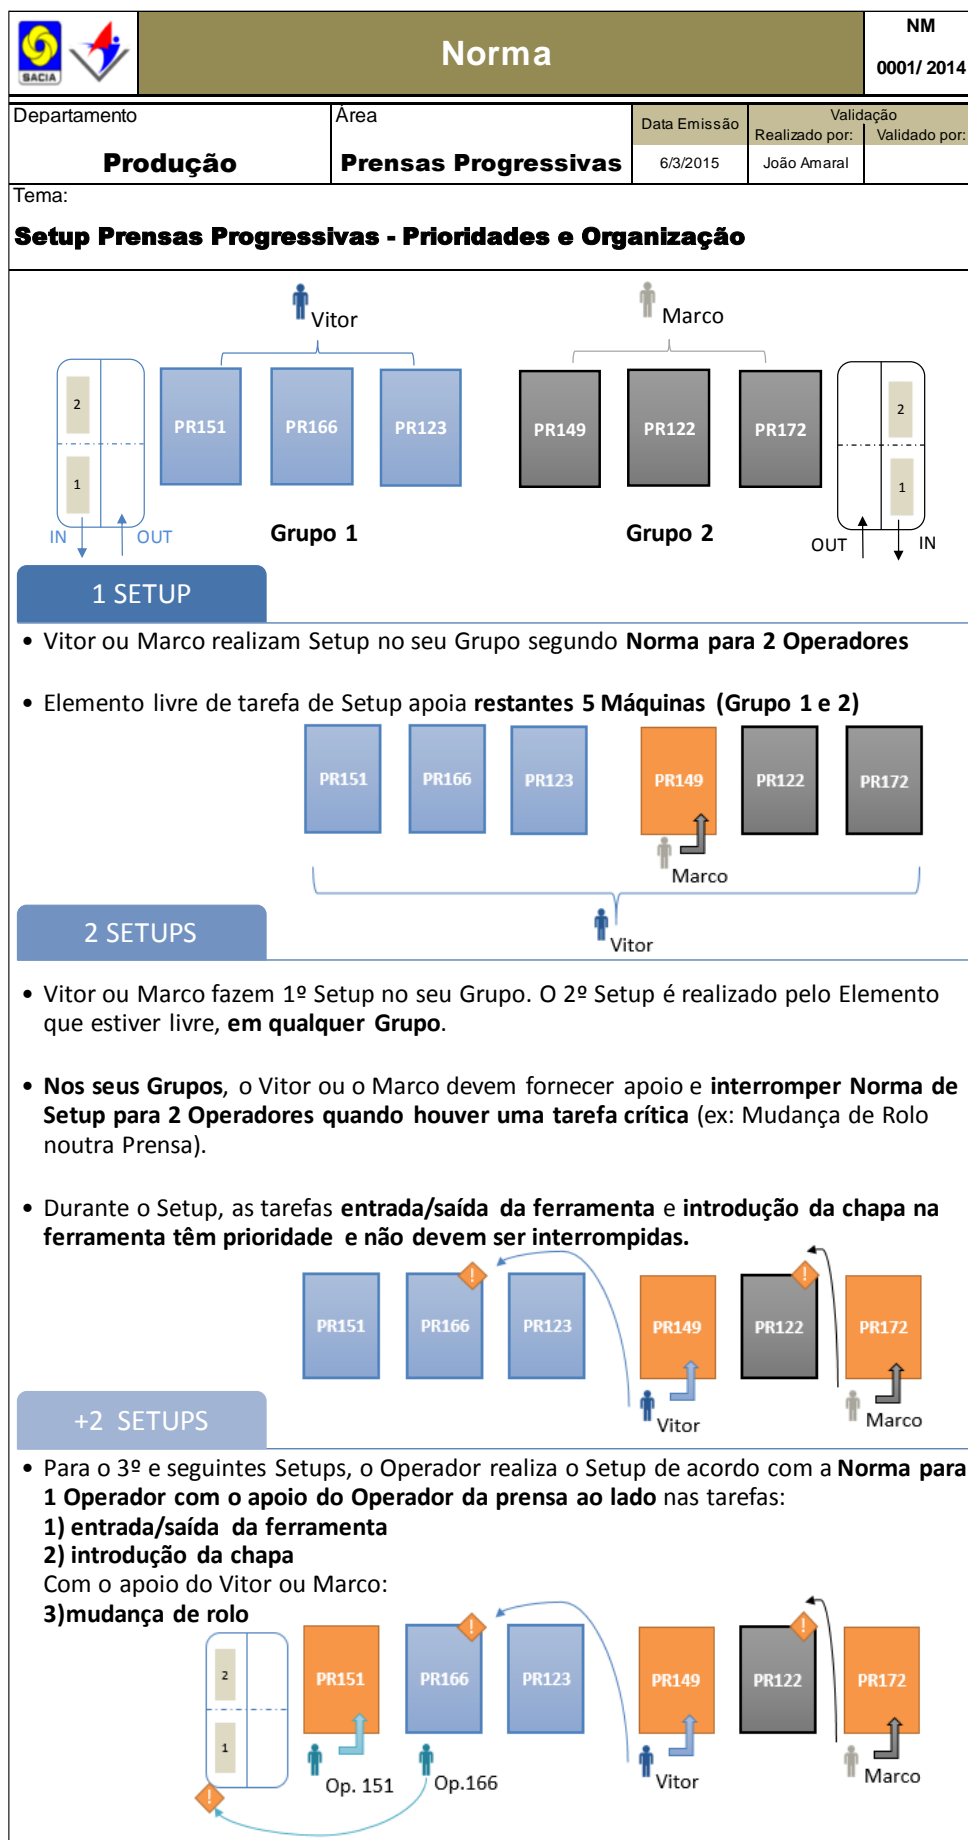 SACIA
Norma
NM
0001/ 2014
Departamento
Produção
Área
Prensas Progressivas
Data Emissão
6/3/2015
Validação
Realizado por:
Validado por:
João Amaral
Tema:
Setup Prensas Progressivas - Prioridades e Organização
Vitor
Marco
2
1
IN
OUT
PR151
PR166
PR123
PR149
PR122
PR172
2
1
OUT
IN
Grupo 1
Grupo 2
1 SETUP
• Vitor ou Marco realizam Setup no seu Grupo segundo Norma para 2 Operadores
• Elemento livre de tarefa de Setup apoia restantes 5 Máquinas (Grupo 1 e 2)
PR151
PR166
PR123
PR149
PR122
PR172
Marco
Vitor
2 SETUPS
• Vitor ou Marco fazem 1º Setup no seu Grupo. O 2º Setup é realizado pelo Elemento
que estiver livre, em qualquer Grupo.
• Nos seus Grupos, o Vitor ou o Marco devem fornecer apoio e interromper Norma de
Setup para 2 Operadores quando houver uma tarefa crítica (ex: Mudança de Rolo
noutra Prensa).
• Durante o Setup, as tarefas entrada/saída da ferramenta e introdução da chapa na
ferramenta têm prioridade e não devem ser interrompidas.
!
!
PR151
PR166
PR123
PR149
PR122
PR172
Vitor
Marco
+2 SETUPS
• Para o 3º e seguintes Setups, o Operador realiza o Setup de acordo com a Norma para
1 Operador com o apoio do Operador da prensa ao lado nas tarefas:
1) entrada/saída da ferramenta
2) introdução da chapa
Com o apoio do Vitor ou Marco:
3)mudança de rolo
!
!
2
1
PR151
PR166
PR123
PR149
PR122
PR172
Op. 151
Op.166
Vitor
Marco
!